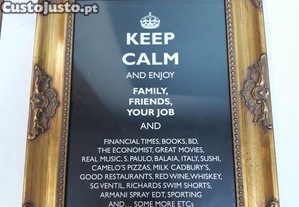 CustoJusto.pt
KEEP
CALM
AND ENJOY
FAMILY,
FRIENDS,
YOUR JOB
AND
FINANCIAL TIMES, BOOKS, BD,
THE ECONOMIST, GREAT MOVIES,
REAL MUSIC, S. PAULO, BALAIA, ITALY, SUSHI,
CAMELO'S PIZZAS, MILK CADBURY'S,
GOOD RESTAURANTS, RED WINE, WHISKEY,
SG VENTIL, RICHARDS SWIM SHORTS,
ARMANI SPRAY EDT, SPORTING
AND... SOME MORE ETCs